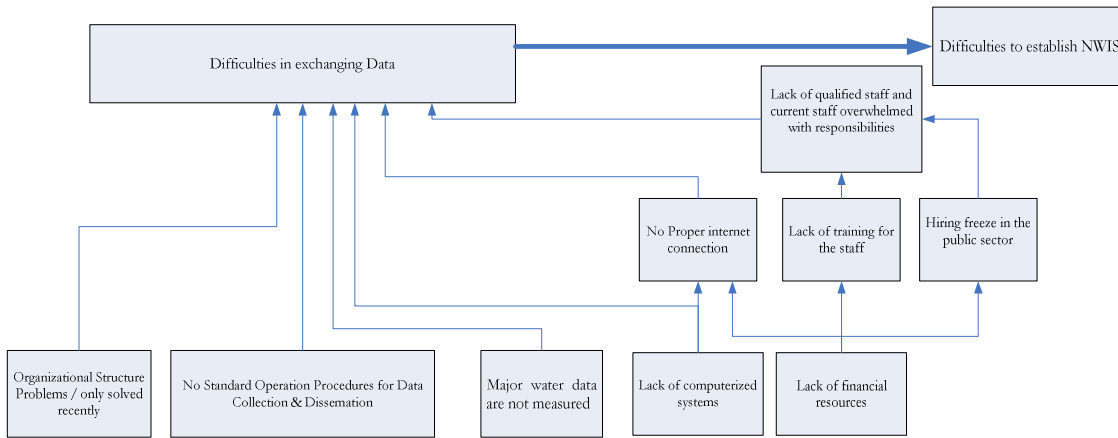 Difficulties in exchanging Data
Difficulties to establish NWIS
Lack of qualified staff and
current staff overwhelmed
with responsibilities
No Proper internet
connection
Lack of training for
the staff
Hiring freeze in the
public sector
Organizational Structure
Problems / only solved
recently
No Standard Operation Procedures for Data
Collection & Dissemation
Major water data
are not measured
Lack of computerized
systems
Lack of financial
resources